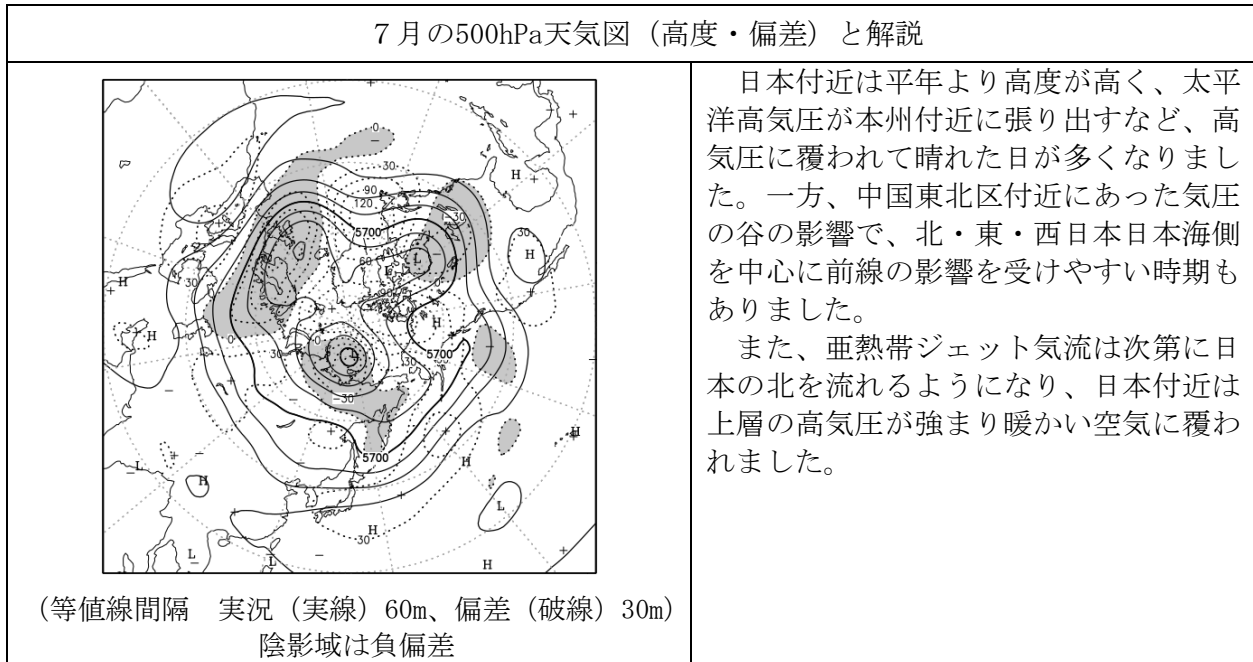 ７月の500hPa天気図（高度・偏差）と解説
日本付近は平年より高度が高く、太平
洋高気圧が本州付近に張り出すなど、高
気圧に覆われて晴れた日が多くなりまし
た。一方、中国東北区付近にあった気圧
の谷の影響で、北・東・西日本日本海側
を中心に前線の影響を受けやすい時期も
ありました。
また、亜熱帯ジェット気流は次第に日
本の北を流れるようになり、日本付近は
上層の高気圧が強まり暖かい空気に覆わ
れました。
0
30
H
-90
120
-30
5700
30
H
60
L
30
0
H
H
0
5700
30
-30
5700
H
L
H
H
L
H
30
L
L
H
（等値線間隔　実況（実線）60m、偏差（破線）30m）
陰影域は負偏差